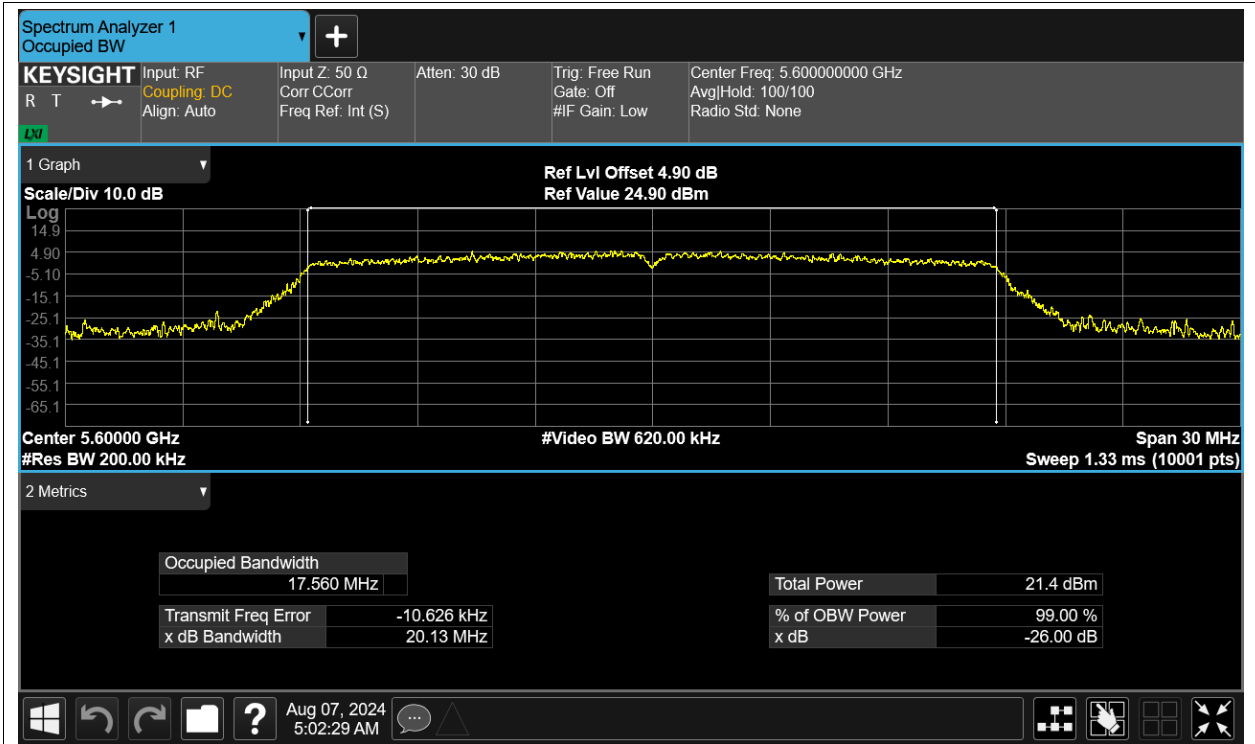 Spectrum Analyzer 1
Occupied BW
+
KEYSIGHT
R T
LXI
Input: RF
Coupling: DC
Align: Auto
Input Z: 50 Ω
Corr CCorr
Freq Ref: Int (S)
Atten: 30 dB
Trig: Free Run
Gate: Off
#IF Gain: Low
Center Freq: 5.600000000 GHz
Avg|Hold: 100/100
Radio Std: None
1 Graph
Scale/Div 10.0 dB
Ref Lvl Offset 4.90 dB
Ref Value 24.90 dBm
Log
14.9
4.90
-5.10
-15.1
-25.1
-35.1
-45.1
-55.1
-65.1
Center 5.60000 GHz
#Res BW 200.00 kHz
#Video BW 620.00 kHz
Span 30 MHz
Sweep 1.33 ms (10001 pts)
2 Metrics
Occupied Bandwidth
17.560 MHz
Transmit Freq Error -10.626 kHz
x dB Bandwidth 20.13 MHz
Total Power 21.4 dBm
% of OBW Power 99.00 %
x dB -26.00 dB
?
Aug 07, 2024
5:02:29 AM